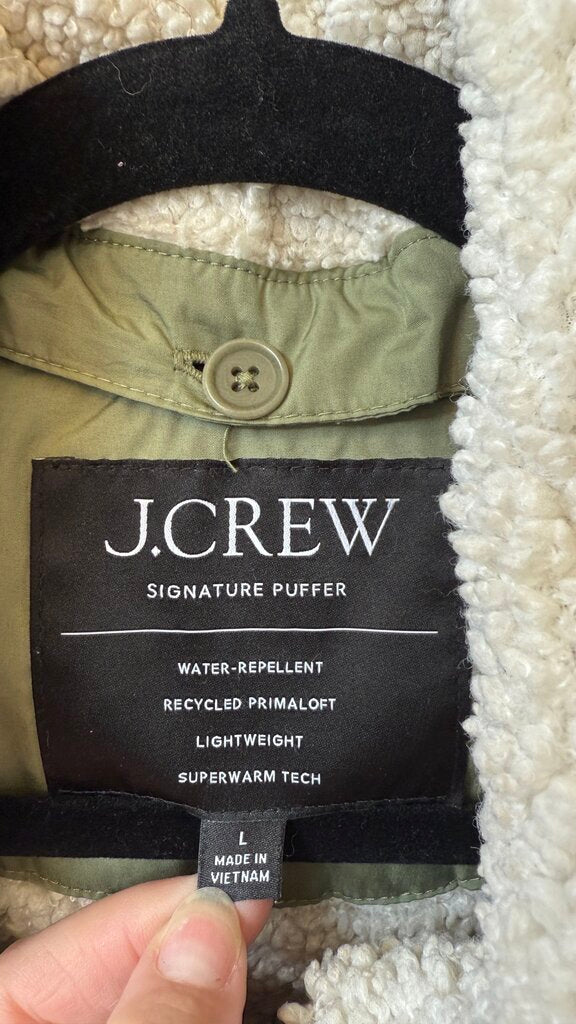 J.CREW
SIGNATURE PUFFER
WATER-REPELLENT
RECYCLED PRIMALOFT
LIGHTWEIGHT
SUPERWARM TECH
L
MADE IN
VIETNAM